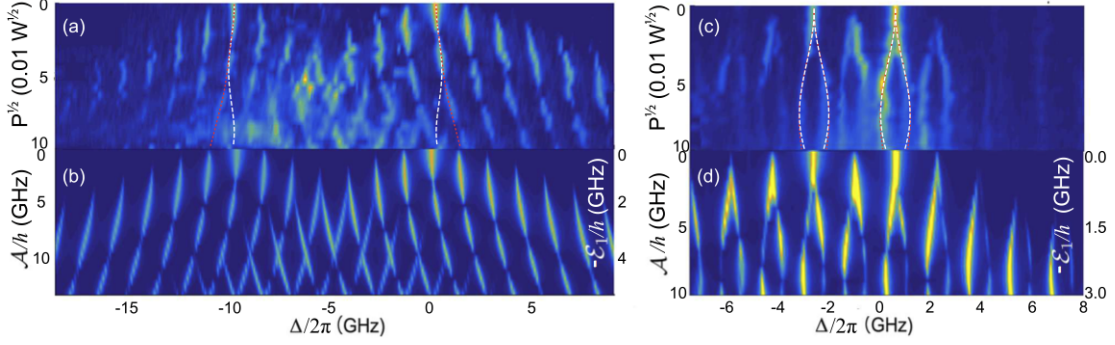 (a)
P^½ (0.01 W^½)
0
5
10
(b)
𝒜/h (GHz)
0
5
10
-ℰ₁/h (GHz)
0
2
4
-15 -10 -5 0 5
Δ/2π (GHz)
(c)
P^½ (0.01 W^½)
0
5
10
(d)
𝒜/h (GHz)
0
5
10
-ℰ₁/h (GHz)
0.0
1.5
3.0
-6 -4 -2 0 2 4 6 8
Δ/2π (GHz)